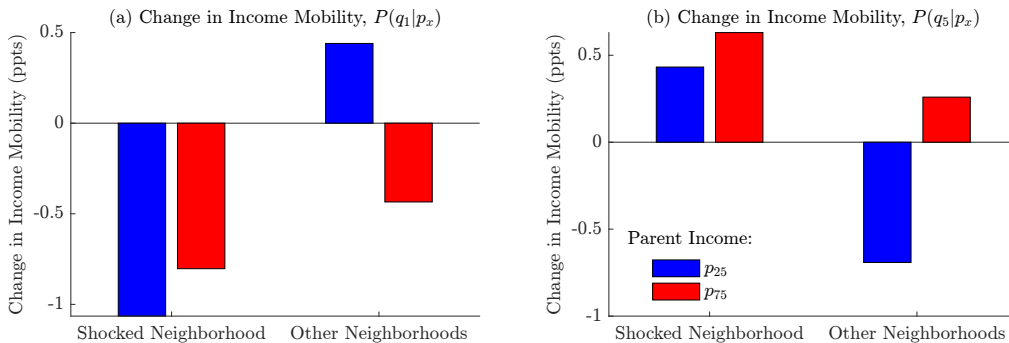 (a) Change in Income Mobility, P(q₁|pₓ)
Change in Income Mobility (ppts)
0.5
0
-0.5
-1
Shocked Neighborhood Other Neighborhoods
(b) Change in Income Mobility, P(q₅|pₓ)
Change in Income Mobility (ppts)
0.5
0
-0.5
-1
Parent Income:
p₂₅
p₇₅
Shocked Neighborhood Other Neighborhoods